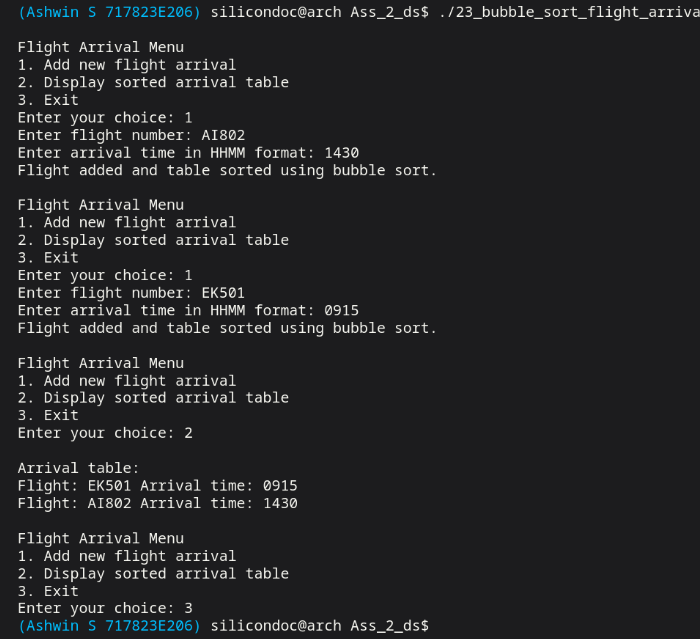 (Ashwin S 717823E206) silicondoc@arch Ass_2_ds$ ./23_bubble_sort_flight_arriva
Flight Arrival Menu
1. Add new flight arrival
2. Display sorted arrival table
3. Exit
Enter your choice: 1
Enter flight number: AI802
Enter arrival time in HHMM format: 1430
Flight added and table sorted using bubble sort.
Flight Arrival Menu
1. Add new flight arrival
2. Display sorted arrival table
3. Exit
Enter your choice: 1
Enter flight number: EK501
Enter arrival time in HHMM format: 0915
Flight added and table sorted using bubble sort.
Flight Arrival Menu
1. Add new flight arrival
2. Display sorted arrival table
3. Exit
Enter your choice: 2
Arrival table:
Flight: EK501 Arrival time: 0915
Flight: AI802 Arrival time: 1430
Flight Arrival Menu
1. Add new flight arrival
2. Display sorted arrival table
3. Exit
Enter your choice: 3
(Ashwin S 717823E206) silicondoc@arch Ass_2_ds$